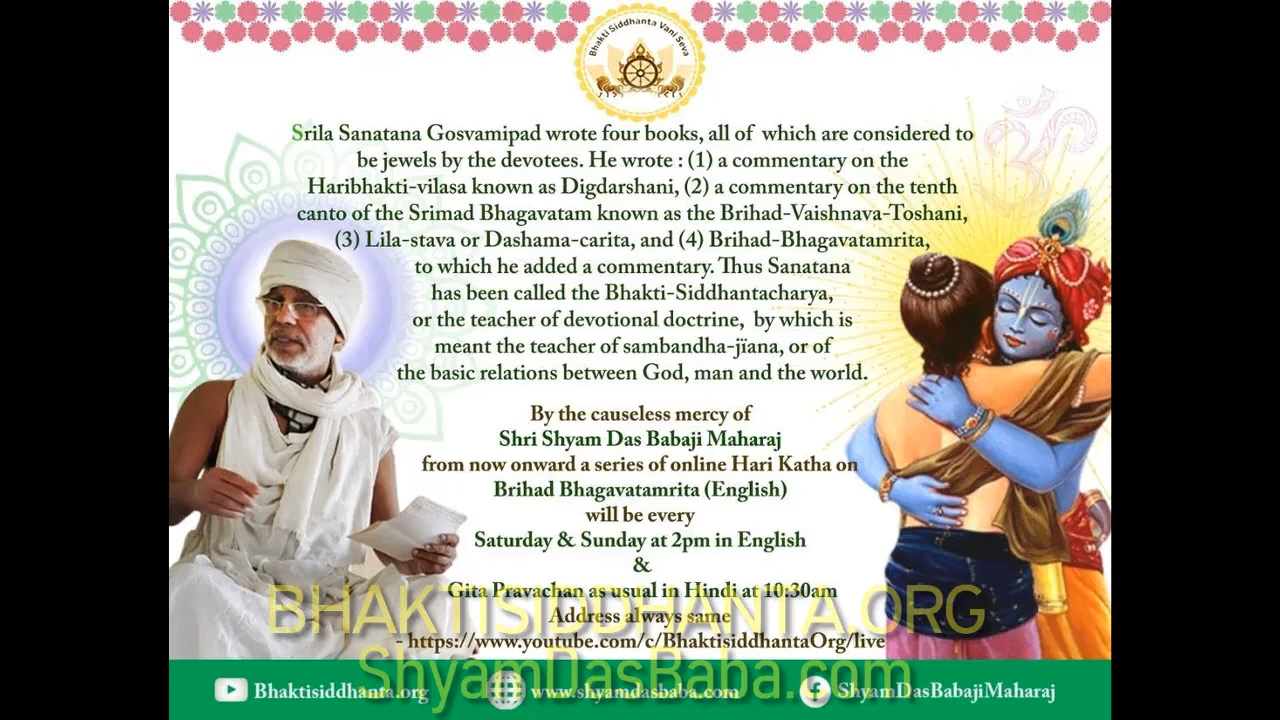 Bhakti Siddhanta Vani Seva
Srila Sanatana Gosvamipad wrote four books, all of which are considered to
be jewels by the devotees. He wrote : (1) a commentary on the
Haribhakti-vilasa known as Digdarshani, (2) a commentary on the tenth
canto of the Srimad Bhagavatam known as the Brihad-Vaishnava-Toshani,
(3) Lila-stava or Dashama-carita, and (4) Brihad-Bhagavatamrita,
to which he added a commentary. Thus Sanatana
has been called the Bhakti-Siddhantacharya,
or the teacher of devotional doctrine, by which is
meant the teacher of sambandha-jïana, or of
the basic relations between God, man and the world.
By the causeless mercy of
Shri Shyam Das Babaji Maharaj
from now onward a series of online Hari Katha on
Brihad Bhagavatamrita (English)
will be every
Saturday & Sunday at 2pm in English
&
Gita Pravachan as usual in Hindi at 10:30am
BHAKTISIDDHANTA.ORG
Address always same
- https://www.youtube.com/c/BhaktisiddhantaOrg/live
ShyamDasBaba.com
Bhaktisiddhanta.org
www.shyamdasbaba.com
ShyamDasBabajiMaharaj
ॐ